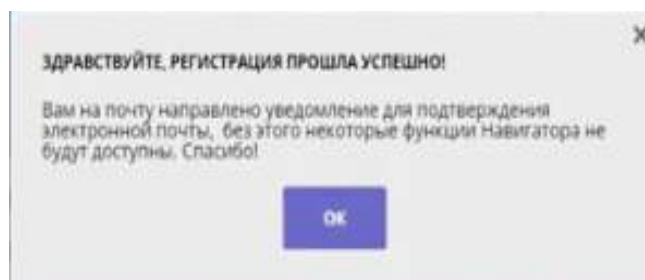 ЗДРАВСТВУЙТЕ, РЕГИСТРАЦИЯ ПРОШЛА УСПЕШНО!
Вам на почту направлено уведомление для подтверждения
электронной почты, без этого некоторые функции Навигатора не
будут доступны. Спасибо!
ОК